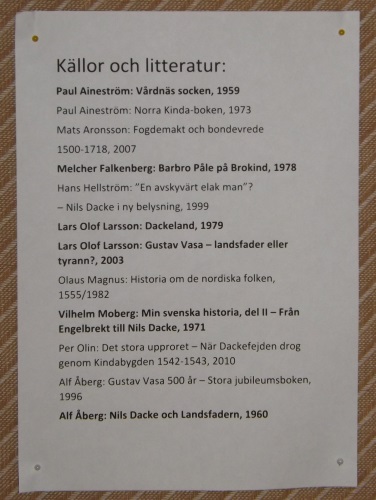 Källor och litteratur:
Paul Aineström: Vårdnäs socken, 1959
Paul Aineström: Norra Kinda-boken, 1973
Mats Aronsson: Fogdemakt och bondevrede
1500-1718, 2007
Melcher Falkenberg: Barbro Påle på Brokind, 1978
Hans Hellström: ”En avskyvärt elak man”?
– Nils Dacke i ny belysning, 1999
Lars Olof Larsson: Dackeland, 1979
Lars Olof Larsson: Gustav Vasa – landsfader eller
tyrann?, 2003
Olaus Magnus: Historia om de nordiska folken,
1555/1982
Vilhelm Moberg: Min svenska historia, del II – Från
Engelbrekt till Nils Dacke, 1971
Per Olin: Det stora upproret – När Dackefejden drog
genom Kindabygden 1542-1543, 2010
Alf Åberg: Gustav Vasa 500 år – Stora jubileumsboken,
1996
Alf Åberg: Nils Dacke och Landsfadern, 1960